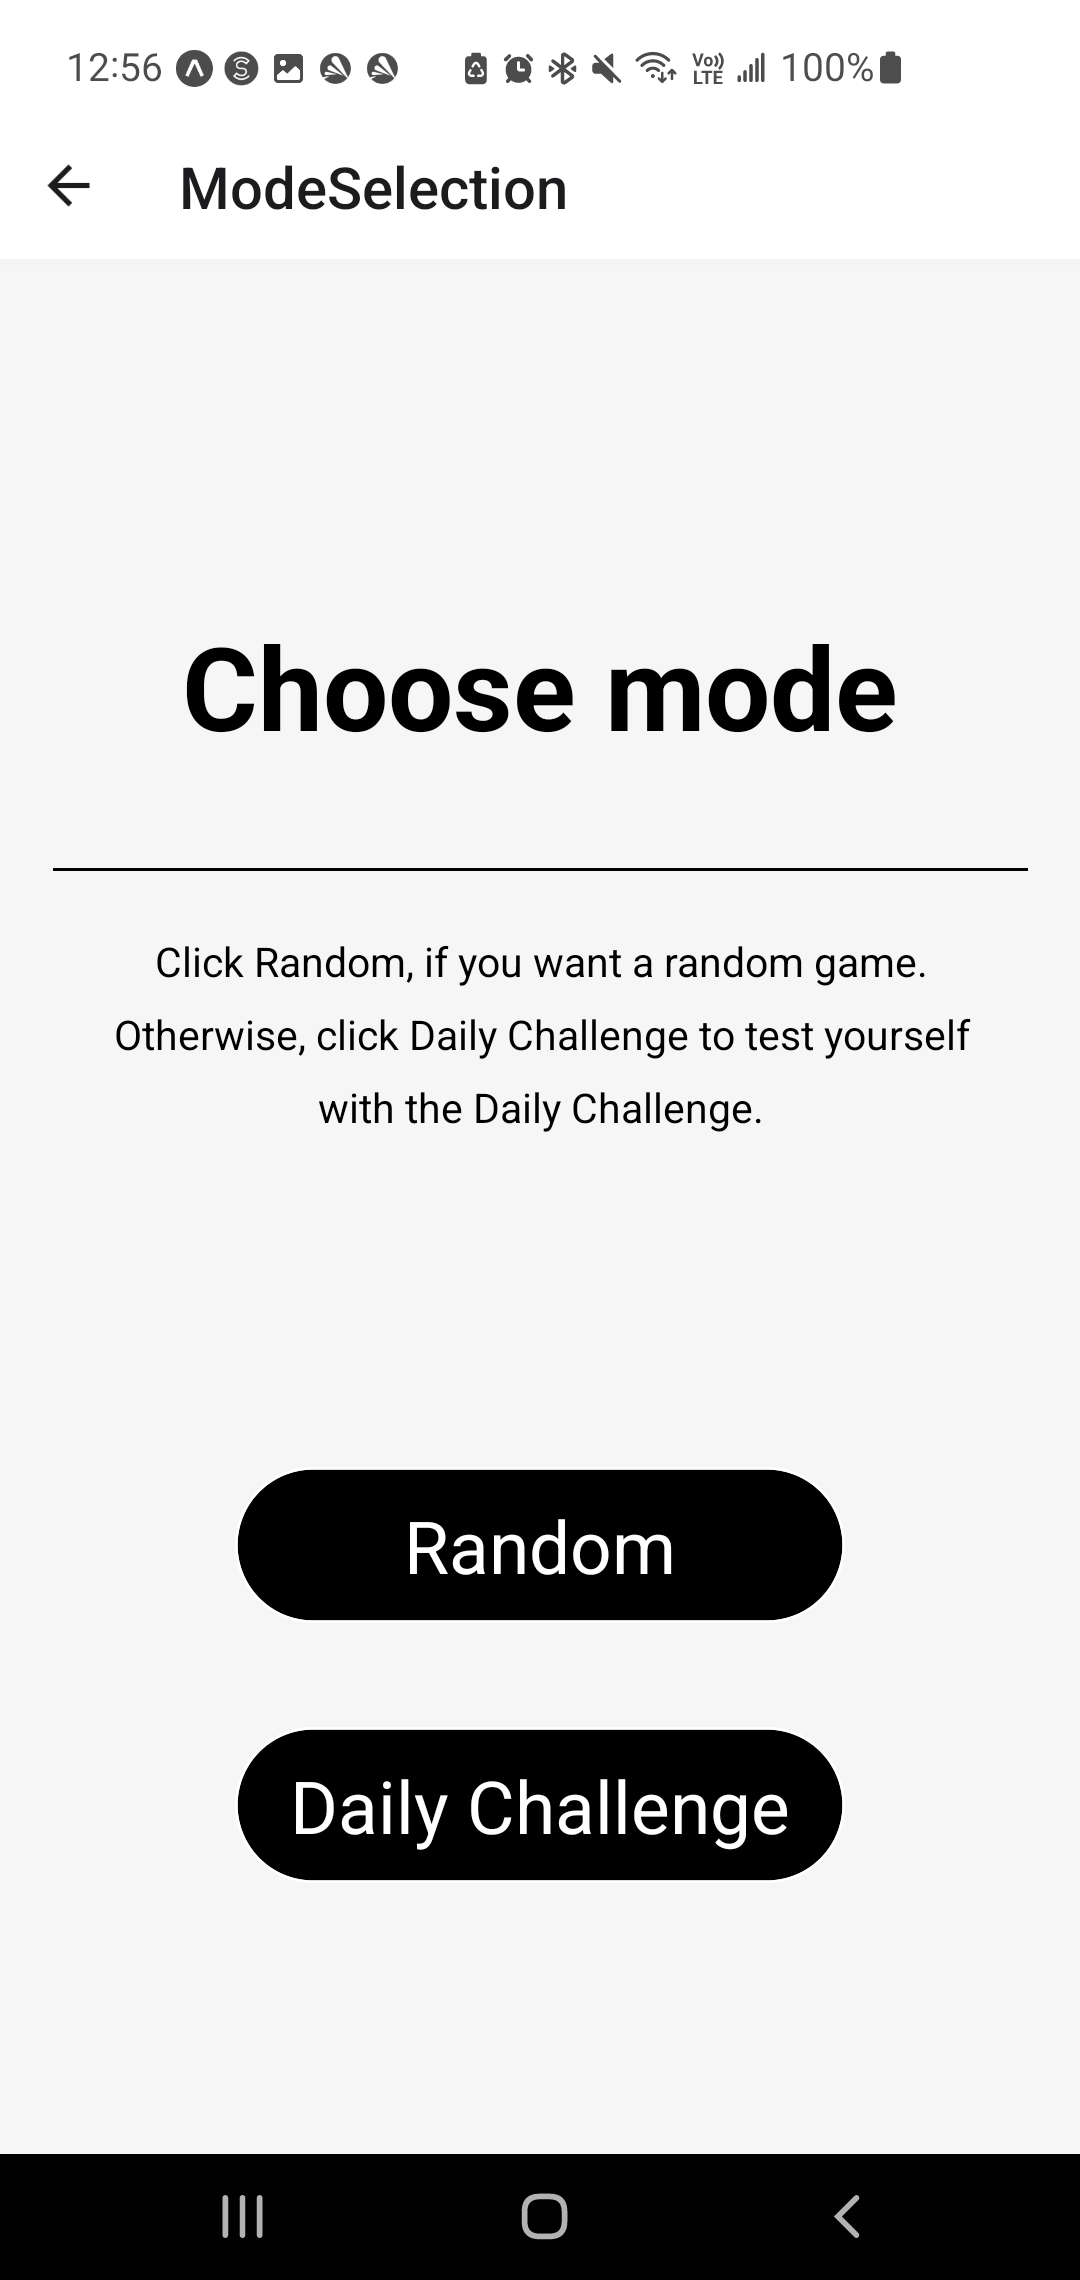 12:56 Vo)) LTE 100%
ModeSelection
Choose mode
Click Random, if you want a random game.
Otherwise, click Daily Challenge to test yourself
with the Daily Challenge.
Random
Daily Challenge